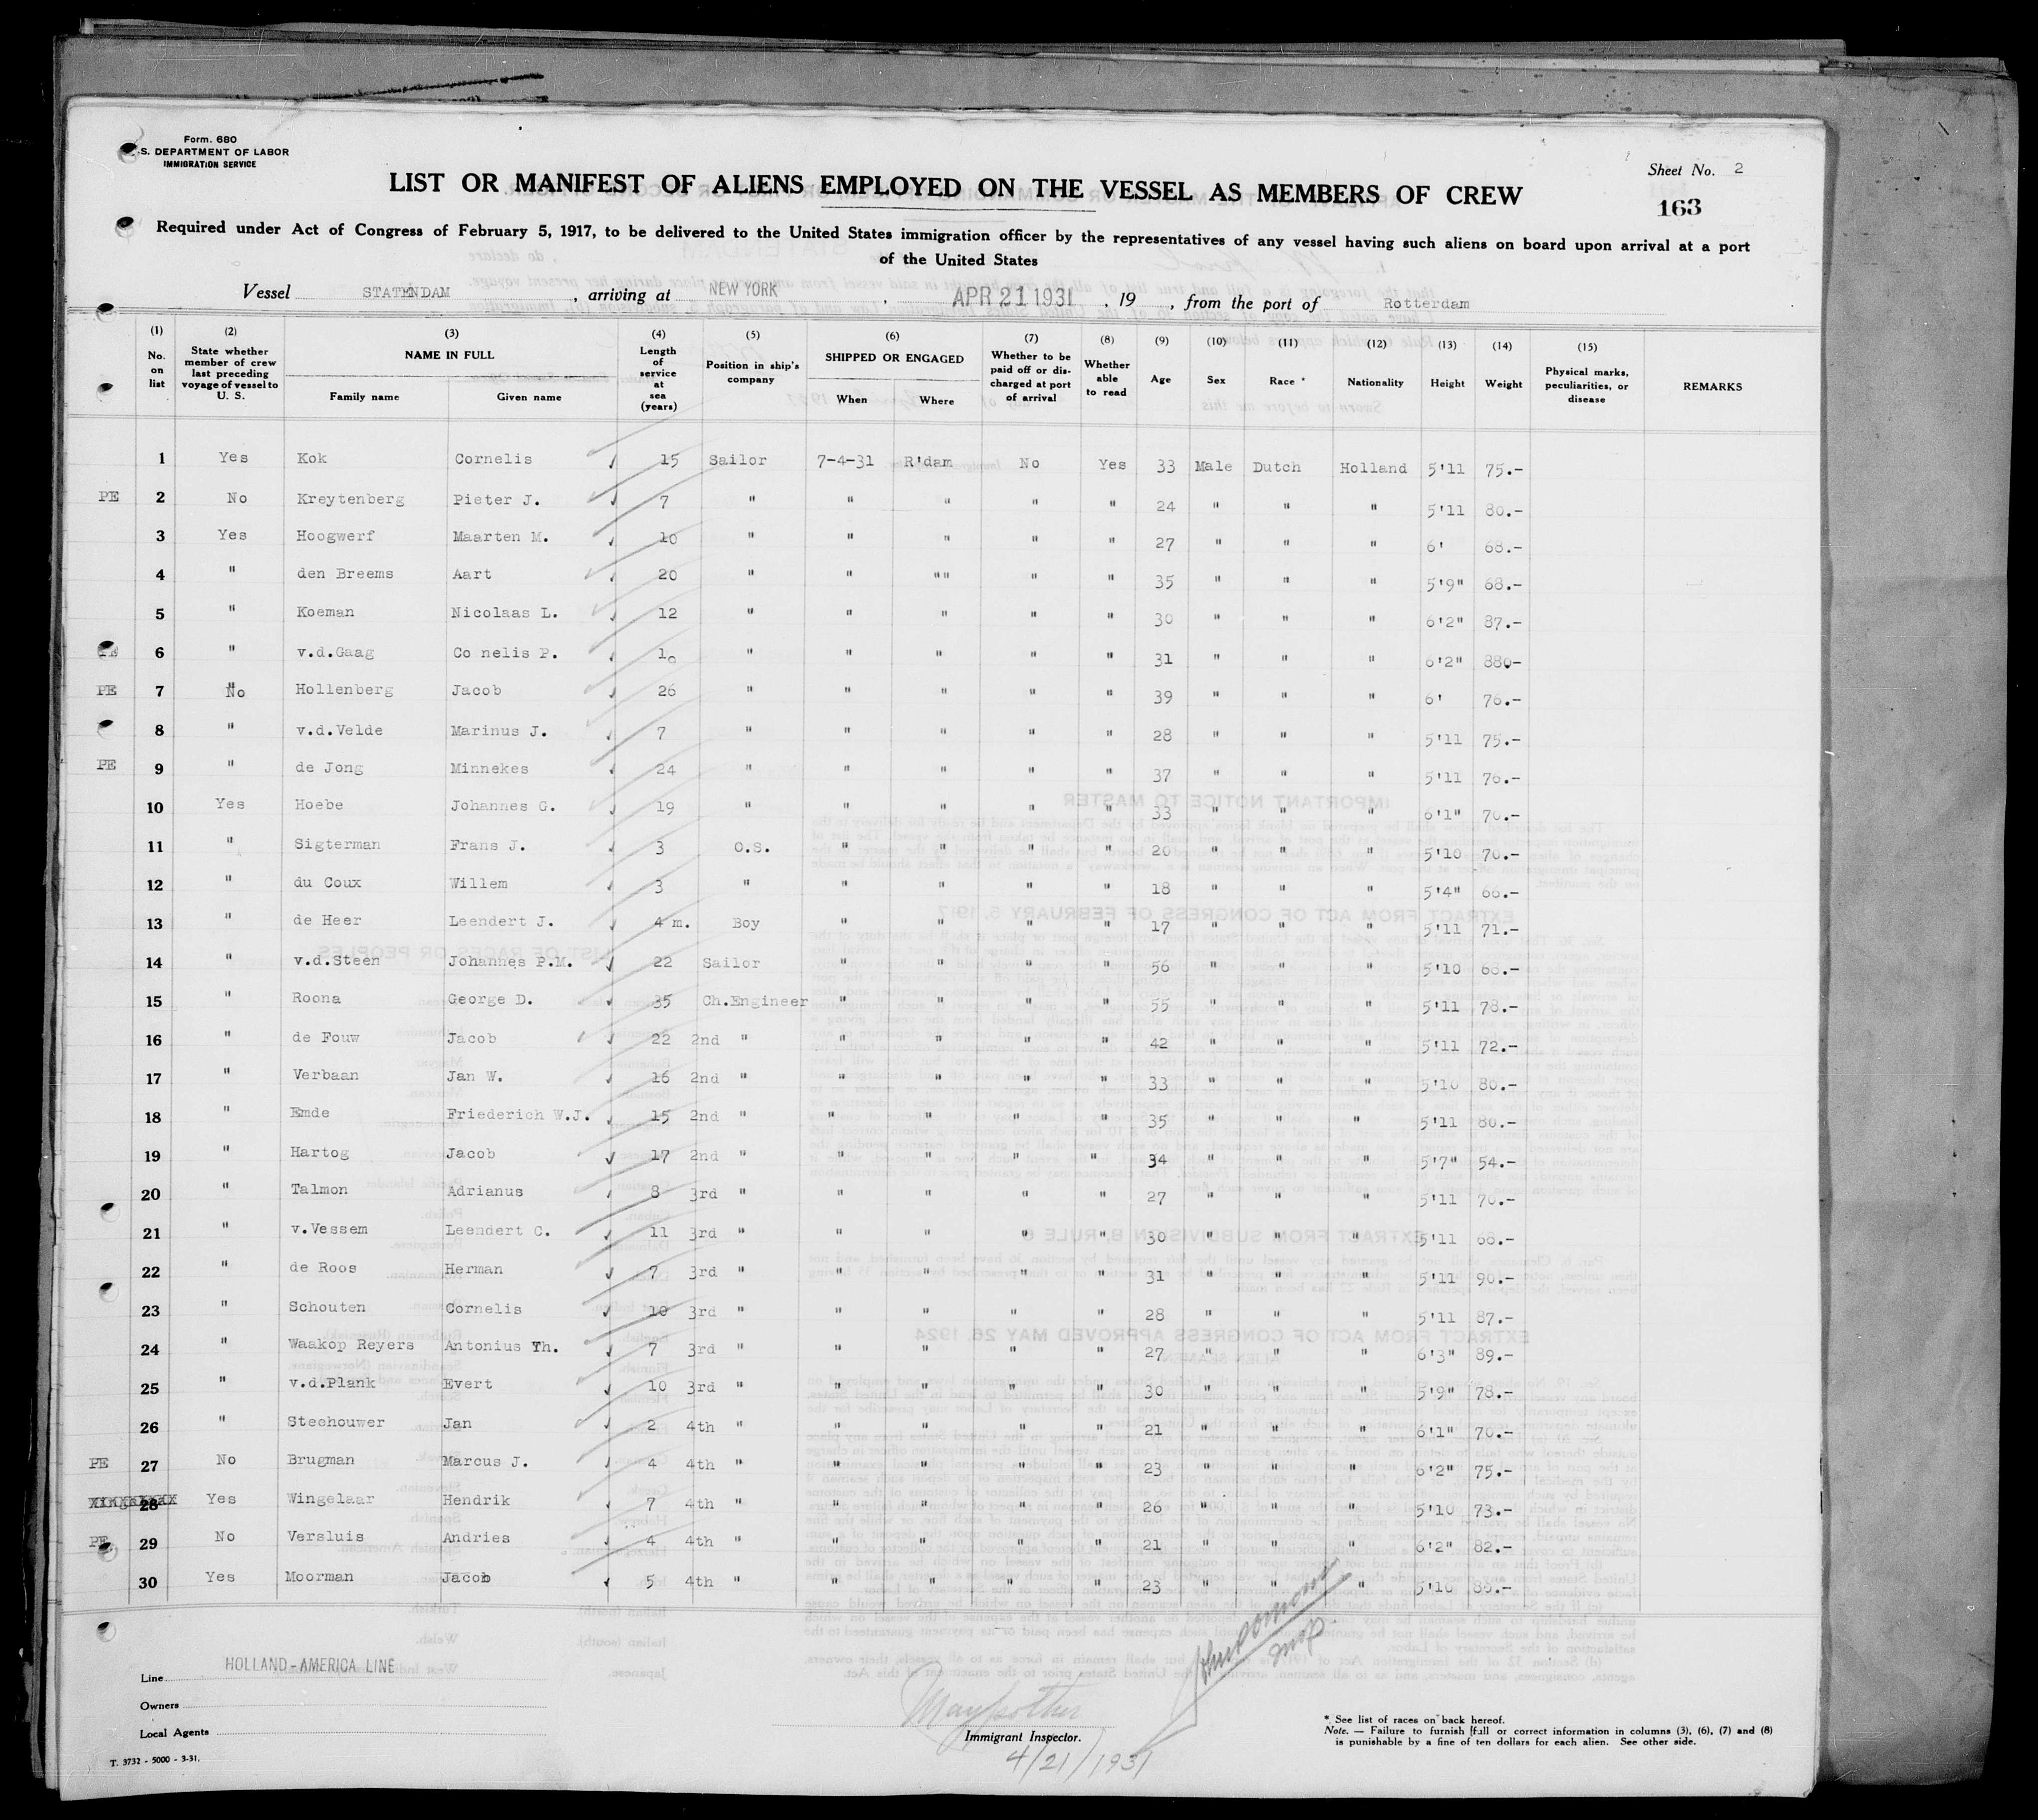 Form. 680
S. DEPARTMENT OF LABOR
IMMIGRATION SERVICE
Sheet No. 2
LIST OR MANIFEST OF ALIENS EMPLOYED ON THE VESSEL AS MEMBERS OF CREW
163
Required under Act of Congress of February 5, 1917, to be delivered to the United States immigration officer by the representatives of any vessel having such aliens on board upon arrival at a port
of the United States
Vessel STATENDAM , arriving at NEW YORK , APR 21 1931 , 19 , from the port of Rotterdam
(1) (2) (3) (4) (5) (6) (7) (8) (9) (10) (11) (12) (13) (14) (15)
No. on list State whether member of crew last preceding voyage of vessel to U. S. NAME IN FULL Family name Given name Length of service at sea (years) Position in ship's company SHIPPED OR ENGAGED When Where Whether to be paid off or discharged at port of arrival Whether able to read Age Sex Race * Nationality Height Weight Physical marks, peculiarities, or disease REMARKS
1 Yes Kok Cornelis 15 Sailor 7-4-31 R'dam No Yes 33 Male Dutch Holland 5'11 75.-
PE 2 No Kreytenberg Pieter J. 7 " " " " " 24 " " " 5'11 80.-
3 Yes Hoogwerf Maarten M. 10 " " " " " 27 " " " 6' 68.-
4 " den Breems Aart 20 " " "" " " 35 " " " 5'9" 68.-
5 " Koeman Nicolaas L. 12 " " " " " 30 " " " 6'2" 87.-
PE 6 " v.d.Gaag Co nelis P. 10 " " " " " 31 " " " 6'2" 880-
PE 7 No Hollenberg Jacob 26 " " " " " 39 " " " 6' 76.-
8 " v.d.Velde Marinus J. 7 " " " " " 28 " " " 5'11 75.-
PE 9 " de Jong Minnekes 24 " " " " " 37 " " " 5'11 76.-
10 Yes Hoebe Johannes G. 19 " " " " " 33 " " " 6'1" 70.-
11 " Sigterman Frans J. 3 O.S. " " " " 20 " " " 5'10 70.-
12 " du Coux Willem 3 " " " " " 18 " " " 5'4" 66.-
13 " de Heer Leendert J. 4 m. Boy " " " " 17 " " " 5'11 71.-
14 " v.d.Steen Johannes P.M. 22 Sailor " " " " 56 " " " 5'10 68.-
15 " Roona George D. 35 Ch.Engineer " " " " 55 " " " 5'11 78.-
16 " de Fouw Jacob 22 2nd " " " " " 42 " " " 5'11 72.-
17 " Verbaan Jan W. 16 2nd " " " " " 33 " " " 5'10 80.-
18 " Emde Friederich W.J. 15 2nd " " " " " 35 " " " 5'11 80.-
19 " Hartog Jacob 17 2nd " " " " " 34 " " " 5'7" 54.-
20 " Talmon Adrianus 8 3rd " " " " " 27 " " " 5'11 70.-
21 " v.Vessem Leendert C. 11 3rd " " " " " 30 " " " 5'11 68.-
22 " de Roos Herman 7 3rd " " " " " 31 " " " 5'11 90.-
23 " Schouten Cornelis 10 3rd " " " " " 28 " " " 5'11 87.-
24 " Waakop Reyers Antonius Th. 7 3rd " " " " " 27 " " " 6'3" 89.-
25 " v.d.Plank Evert 10 3rd " " " " " 30 " " " 5'9" 78.-
26 " Steehouwer Jan 2 4th " " " " " 21 " " " 6'1" 70.-
PE 27 No Brugman Marcus J. 4 4th " " " " " 23 " " " 6'2" 75.-
28 Yes Wingelaar Hendrik 7 4th " " " " " 26 " " " 5'10 73.-
PE 29 No Versluis Andries 4 4th " " " " " 21 " " " 6'2" 82.-
30 Yes Moorman Jacob 5 4th " " " " " 23 " " " 5'10 86.-
Line HOLLAND-AMERICA LINE
Owners
Local Agents
T. 3732 - 5000 - 3-31.
Immigrant Inspector.
4/21/1931
* See list of races on back hereof.
Note. — Failure to furnish full or correct information in columns (3), (6), (7) and (8)
is punishable by a fine of ten dollars for each alien. See other side.